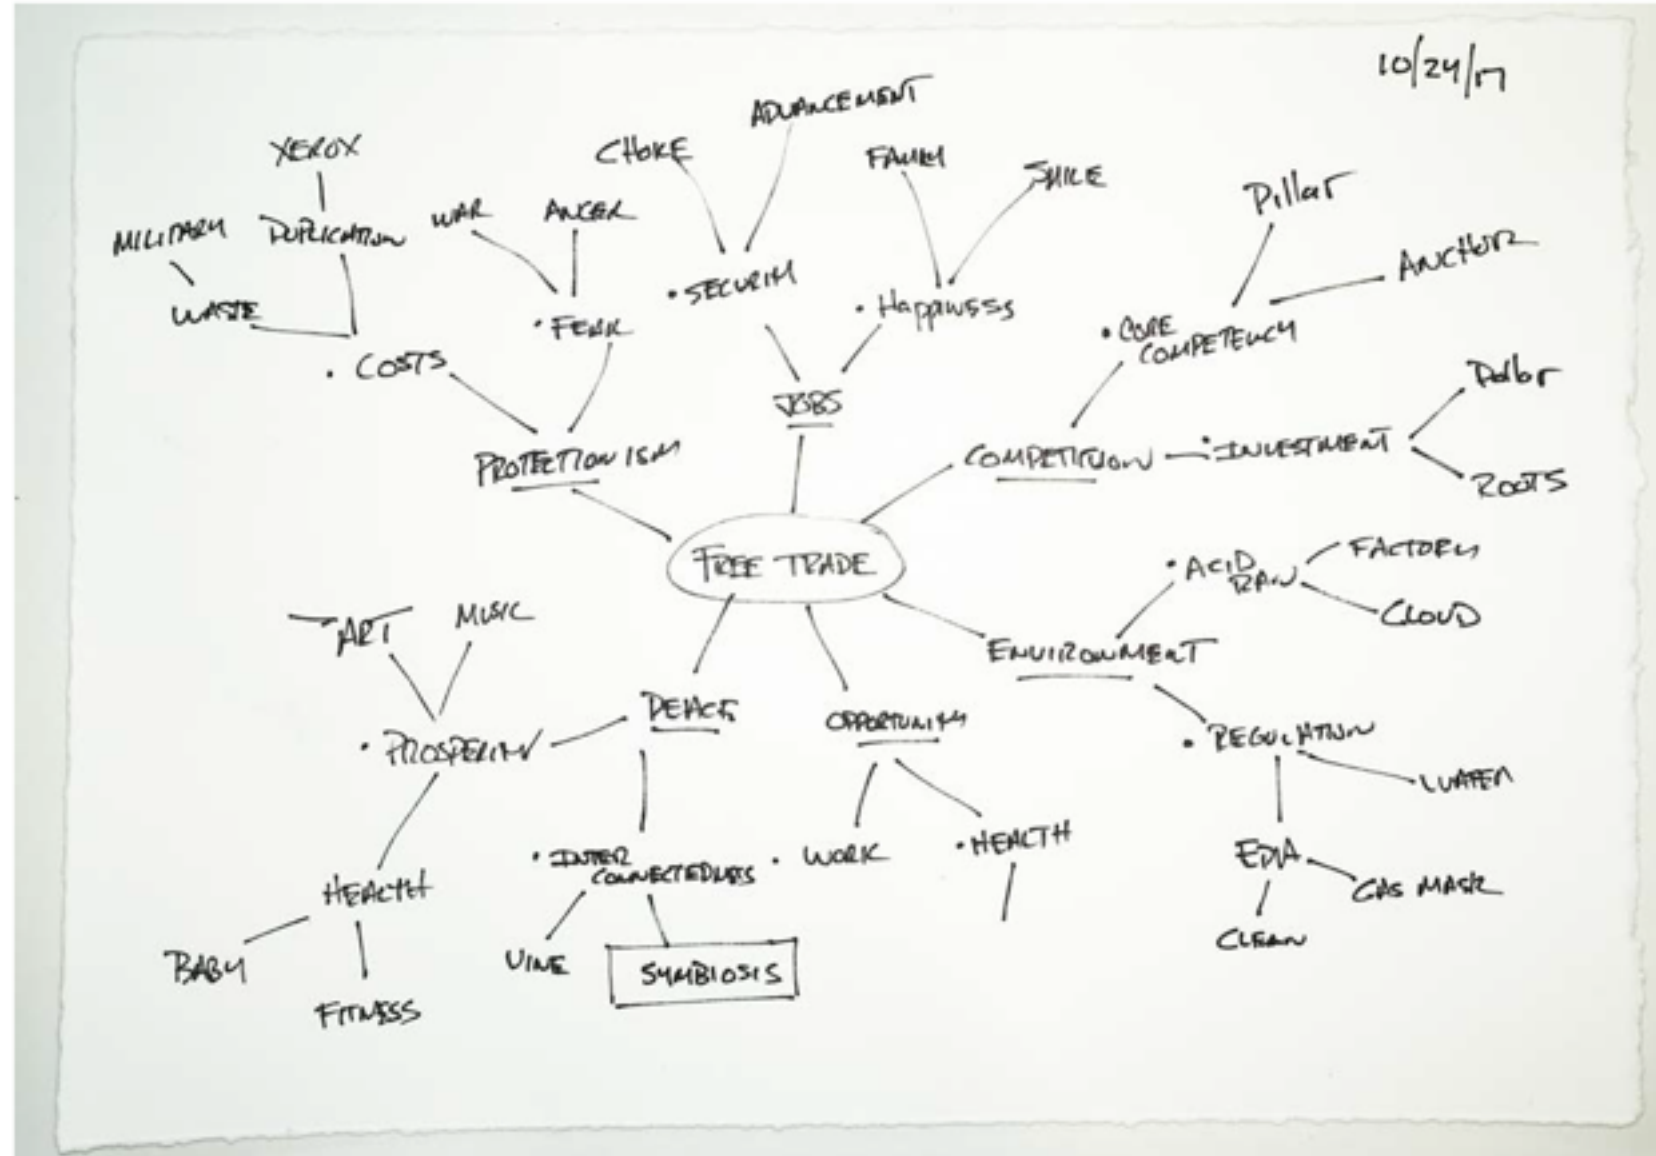 10/24/17
ADVANCEMENT
XEROX
CHOKE
FAMILY
SMILE
Pillar
MILITARY
DUPLICATION
WAR
ANGER
ANCHOR
WASTE
• FEAR
• SECURITY
• Happiness
• CORE
COMPETENCY
• COSTS
JOBS
Dollar
PROTECTIONISM
COMPETITION
• INVESTMENT
ROOTS
FREE TRADE
• ACID
RAIN
FACTORY
CLOUD
ART
MUSIC
ENVIRONMENT
• PROSPERITY
PEACE
OPPORTUNITY
• REGULATION
WATER
HEALTH
• INTER
CONNECTEDNESS
• WORK
• HEALTH
GAS MASK
CLEAN
BABY
FITNESS
VINE
SYMBIOSIS